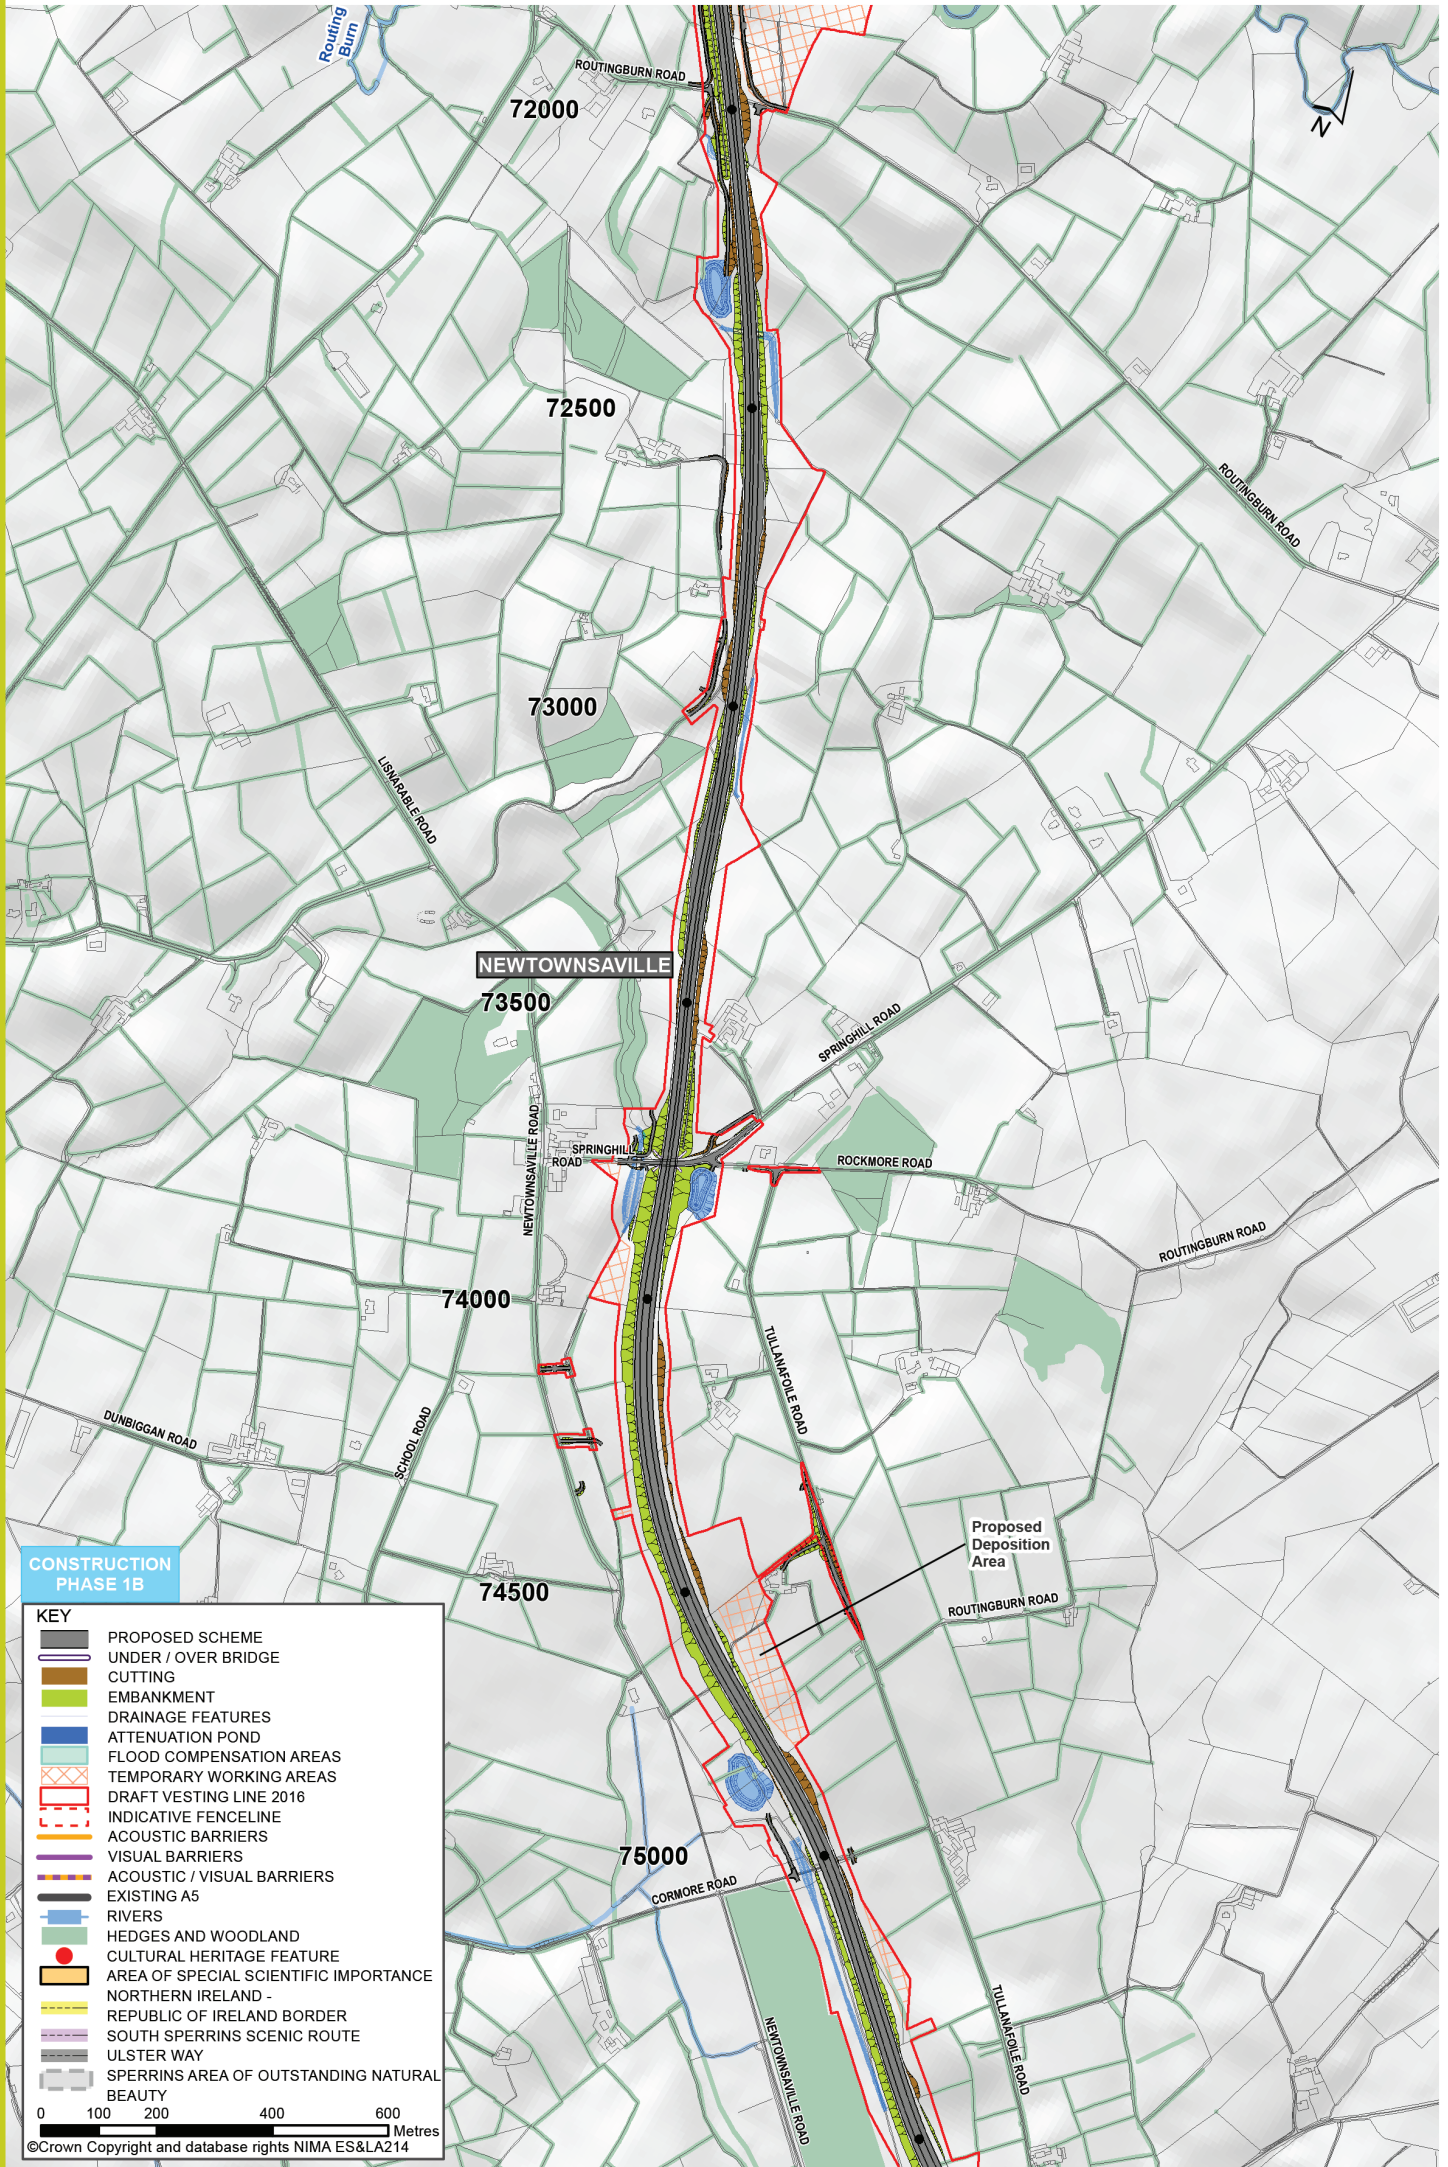 Routing
Burn
ROUTINGBURN ROAD
72000
N
72500
ROUTINGBURN ROAD
73000
LISNARABLE ROAD
NEWTOWNSAVILLE
73500
SPRINGHILL ROAD
NEWTOWNSAVILLE ROAD
SPRINGHILL
ROAD
ROCKMORE ROAD
ROUTINGBURN ROAD
74000
TULLANAFOILE ROAD
DUNBIGGAN ROAD
SCHOOL ROAD
Proposed
Deposition
Area
74500
ROUTINGBURN ROAD
75000
CORMORE ROAD
TULLANAFOILE ROAD
NEWTOWNSAVILLE ROAD
CONSTRUCTION
PHASE 1B
KEY
PROPOSED SCHEME
UNDER / OVER BRIDGE
CUTTING
EMBANKMENT
DRAINAGE FEATURES
ATTENUATION POND
FLOOD COMPENSATION AREAS
TEMPORARY WORKING AREAS
DRAFT VESTING LINE 2016
INDICATIVE FENCELINE
ACOUSTIC BARRIERS
VISUAL BARRIERS
ACOUSTIC / VISUAL BARRIERS
EXISTING A5
RIVERS
HEDGES AND WOODLAND
CULTURAL HERITAGE FEATURE
AREA OF SPECIAL SCIENTIFIC IMPORTANCE
NORTHERN IRELAND -
REPUBLIC OF IRELAND BORDER
SOUTH SPERRINS SCENIC ROUTE
ULSTER WAY
SPERRINS AREA OF OUTSTANDING NATURAL
BEAUTY
0 100 200 400 600
Metres
©Crown Copyright and database rights NIMA ES&LA214